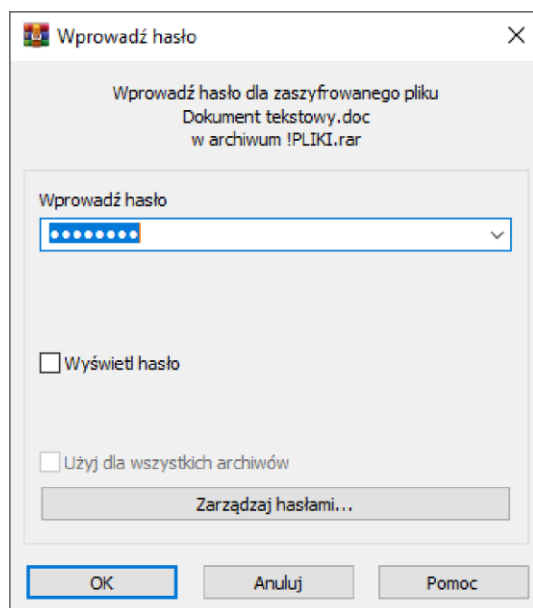 Wprowadź hasło
Wprowadź hasło dla zaszyfrowanego pliku
Dokument tekstowy.doc
w archiwum !PLIKI.rar
Wprowadź hasło
••••••••
Wyświetl hasło
Użyj dla wszystkich archiwów
Zarządzaj hasłami...
OK
Anuluj
Pomoc